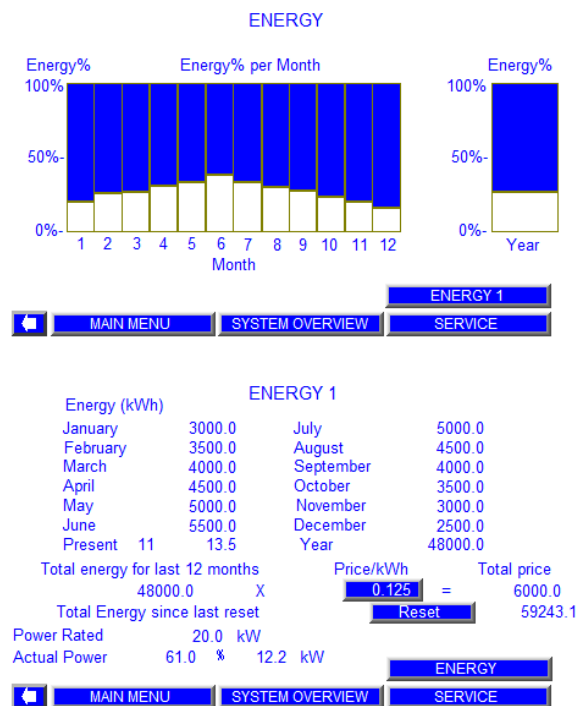 ENERGY
Energy% Energy% per Month Energy%
100% 100%
50%- 50%-
0%- 0%-
1 2 3 4 5 6 7 8 9 10 11 12 Year
Month
ENERGY 1
MAIN MENU SYSTEM OVERVIEW SERVICE
ENERGY 1
Energy (kWh)
January 3000.0 July 5000.0
February 3500.0 August 4500.0
March 4000.0 September 4000.0
April 4500.0 October 3500.0
May 5000.0 November 3000.0
June 5500.0 December 2500.0
Present 11 13.5 Year 48000.0
Total energy for last 12 months Price/kWh Total price
48000.0 X 0.125 = 6000.0
Total Energy since last reset Reset 59243.1
Power Rated 20.0 kW
Actual Power 61.0 % 12.2 kW
ENERGY
MAIN MENU SYSTEM OVERVIEW SERVICE